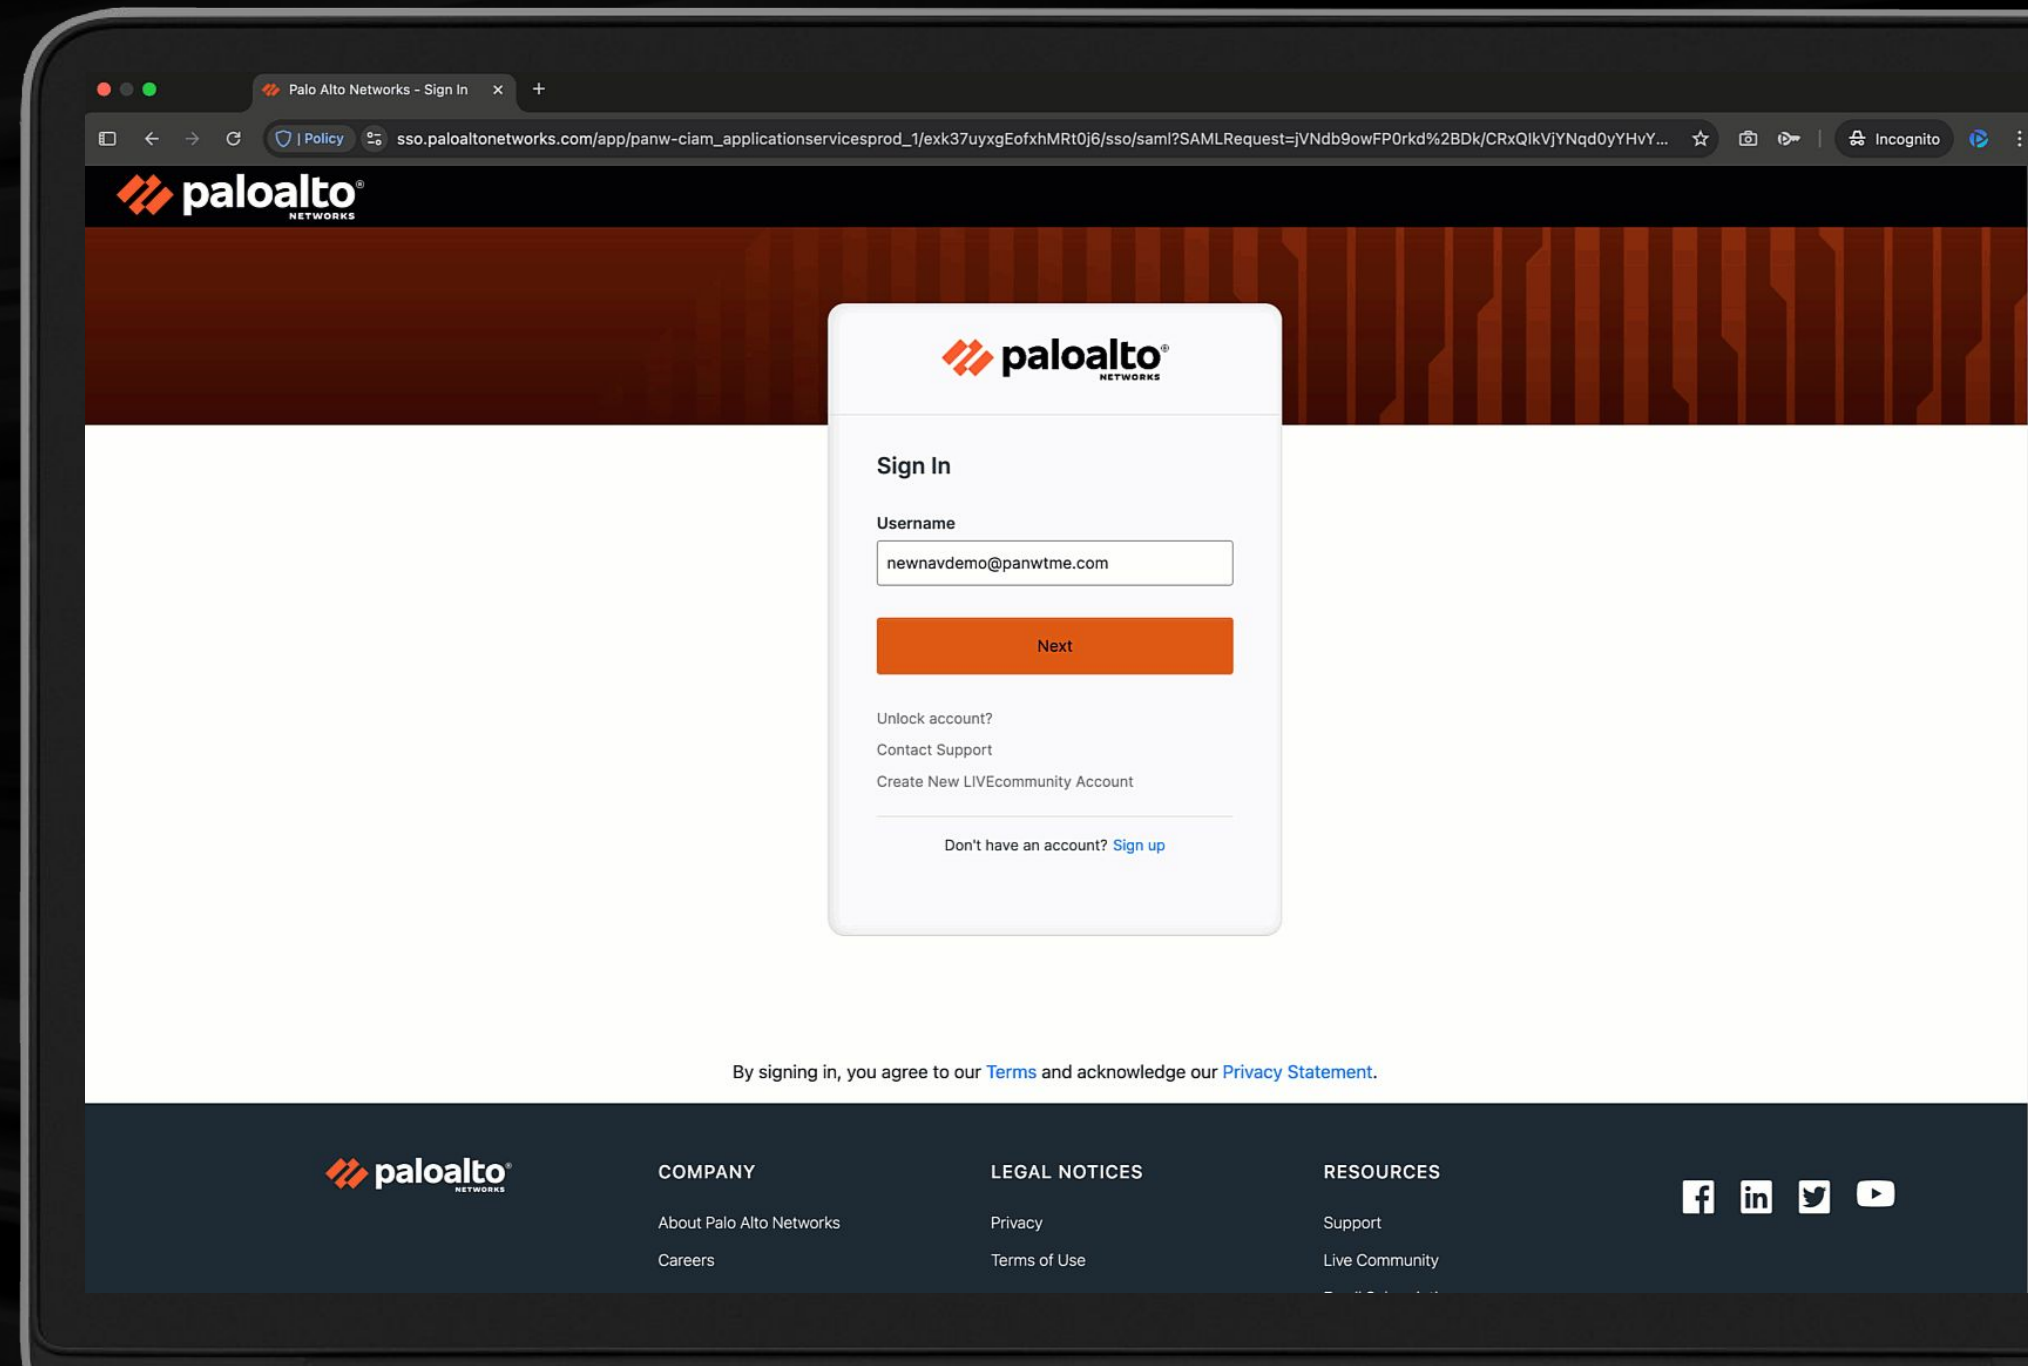 Palo Alto Networks - Sign In
| Policy
sso.paloaltonetworks.com/app/panw-ciam_applicationservicesprod_1/exk37uyxgEofxhMRt0j6/sso/saml?SAMLRequest=jVNdb9owFP0rkd%2BDk/CRxQIkVjYNqd0yYHvY...
Incognito
paloalto®
NETWORKS
paloalto®
NETWORKS
Sign In
Username
newnavdemo@panwtme.com
Next
Unlock account?
Contact Support
Create New LIVEcommunity Account
Don't have an account? Sign up
By signing in, you agree to our Terms and acknowledge our Privacy Statement.
paloalto®
NETWORKS
COMPANY
About Palo Alto Networks
Careers
LEGAL NOTICES
Privacy
Terms of Use
RESOURCES
Support
Live Community